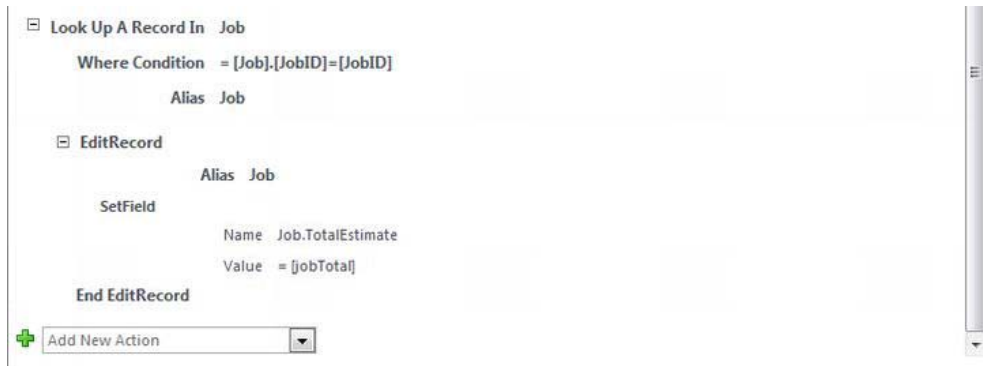 Look Up A Record In Job
Where Condition = [Job].[JobID]=[JobID]
Alias Job
EditRecord
Alias Job
SetField
Name Job.TotalEstimate
Value = [jobTotal]
End EditRecord
Add New Action